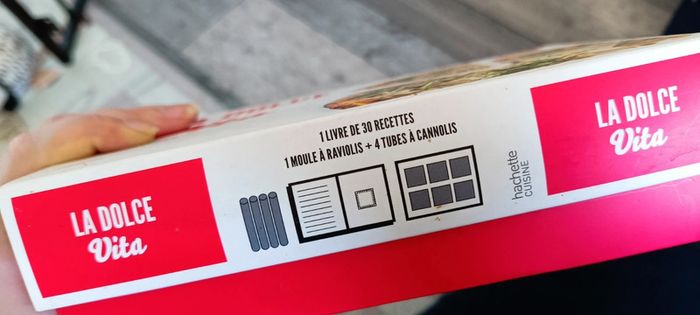 LA DOLCE
Vita
1 LIVRE DE 30 RECETTES
1 MOULE À RAVIOLIS + 4 TUBES À CANNOLIS
hachette
CUISINE
LA DOLCE
Vita